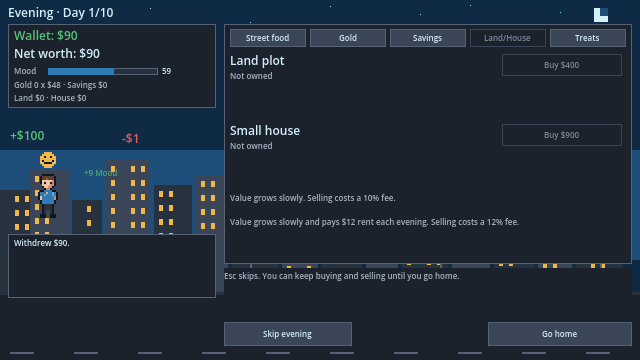 Evening · Day 1/10
Wallet: $90
Net worth: $90
Mood 59
Gold 0 x $48 · Savings $0
Land $0 · House $0
+$100
-$1
+9 Mood
Withdrew $90.
Street food
Gold
Savings
Land/House
Treats
Land plot
Not owned
Buy $400
Small house
Not owned
Buy $900
Value grows slowly. Selling costs a 10% fee.
Value grows slowly and pays $12 rent each evening. Selling costs a 12% fee.
Esc skips. You can keep buying and selling until you go home.
Skip evening
Go home